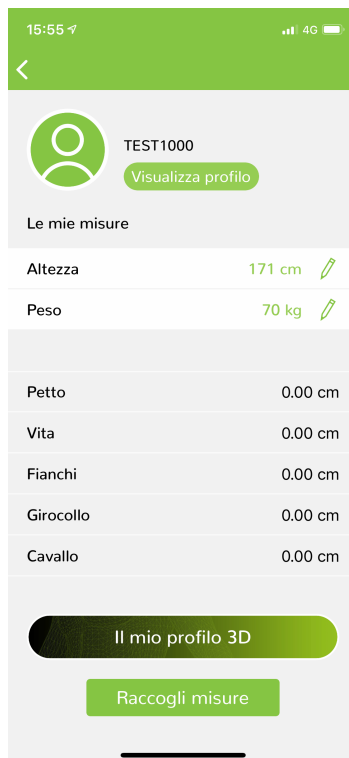 15:55 4G
TEST1000
Visualizza profilo
Le mie misure
Altezza 171 cm
Peso 70 kg
Petto 0.00 cm
Vita 0.00 cm
Fianchi 0.00 cm
Girocollo 0.00 cm
Cavallo 0.00 cm
Il mio profilo 3D
Raccogli misure